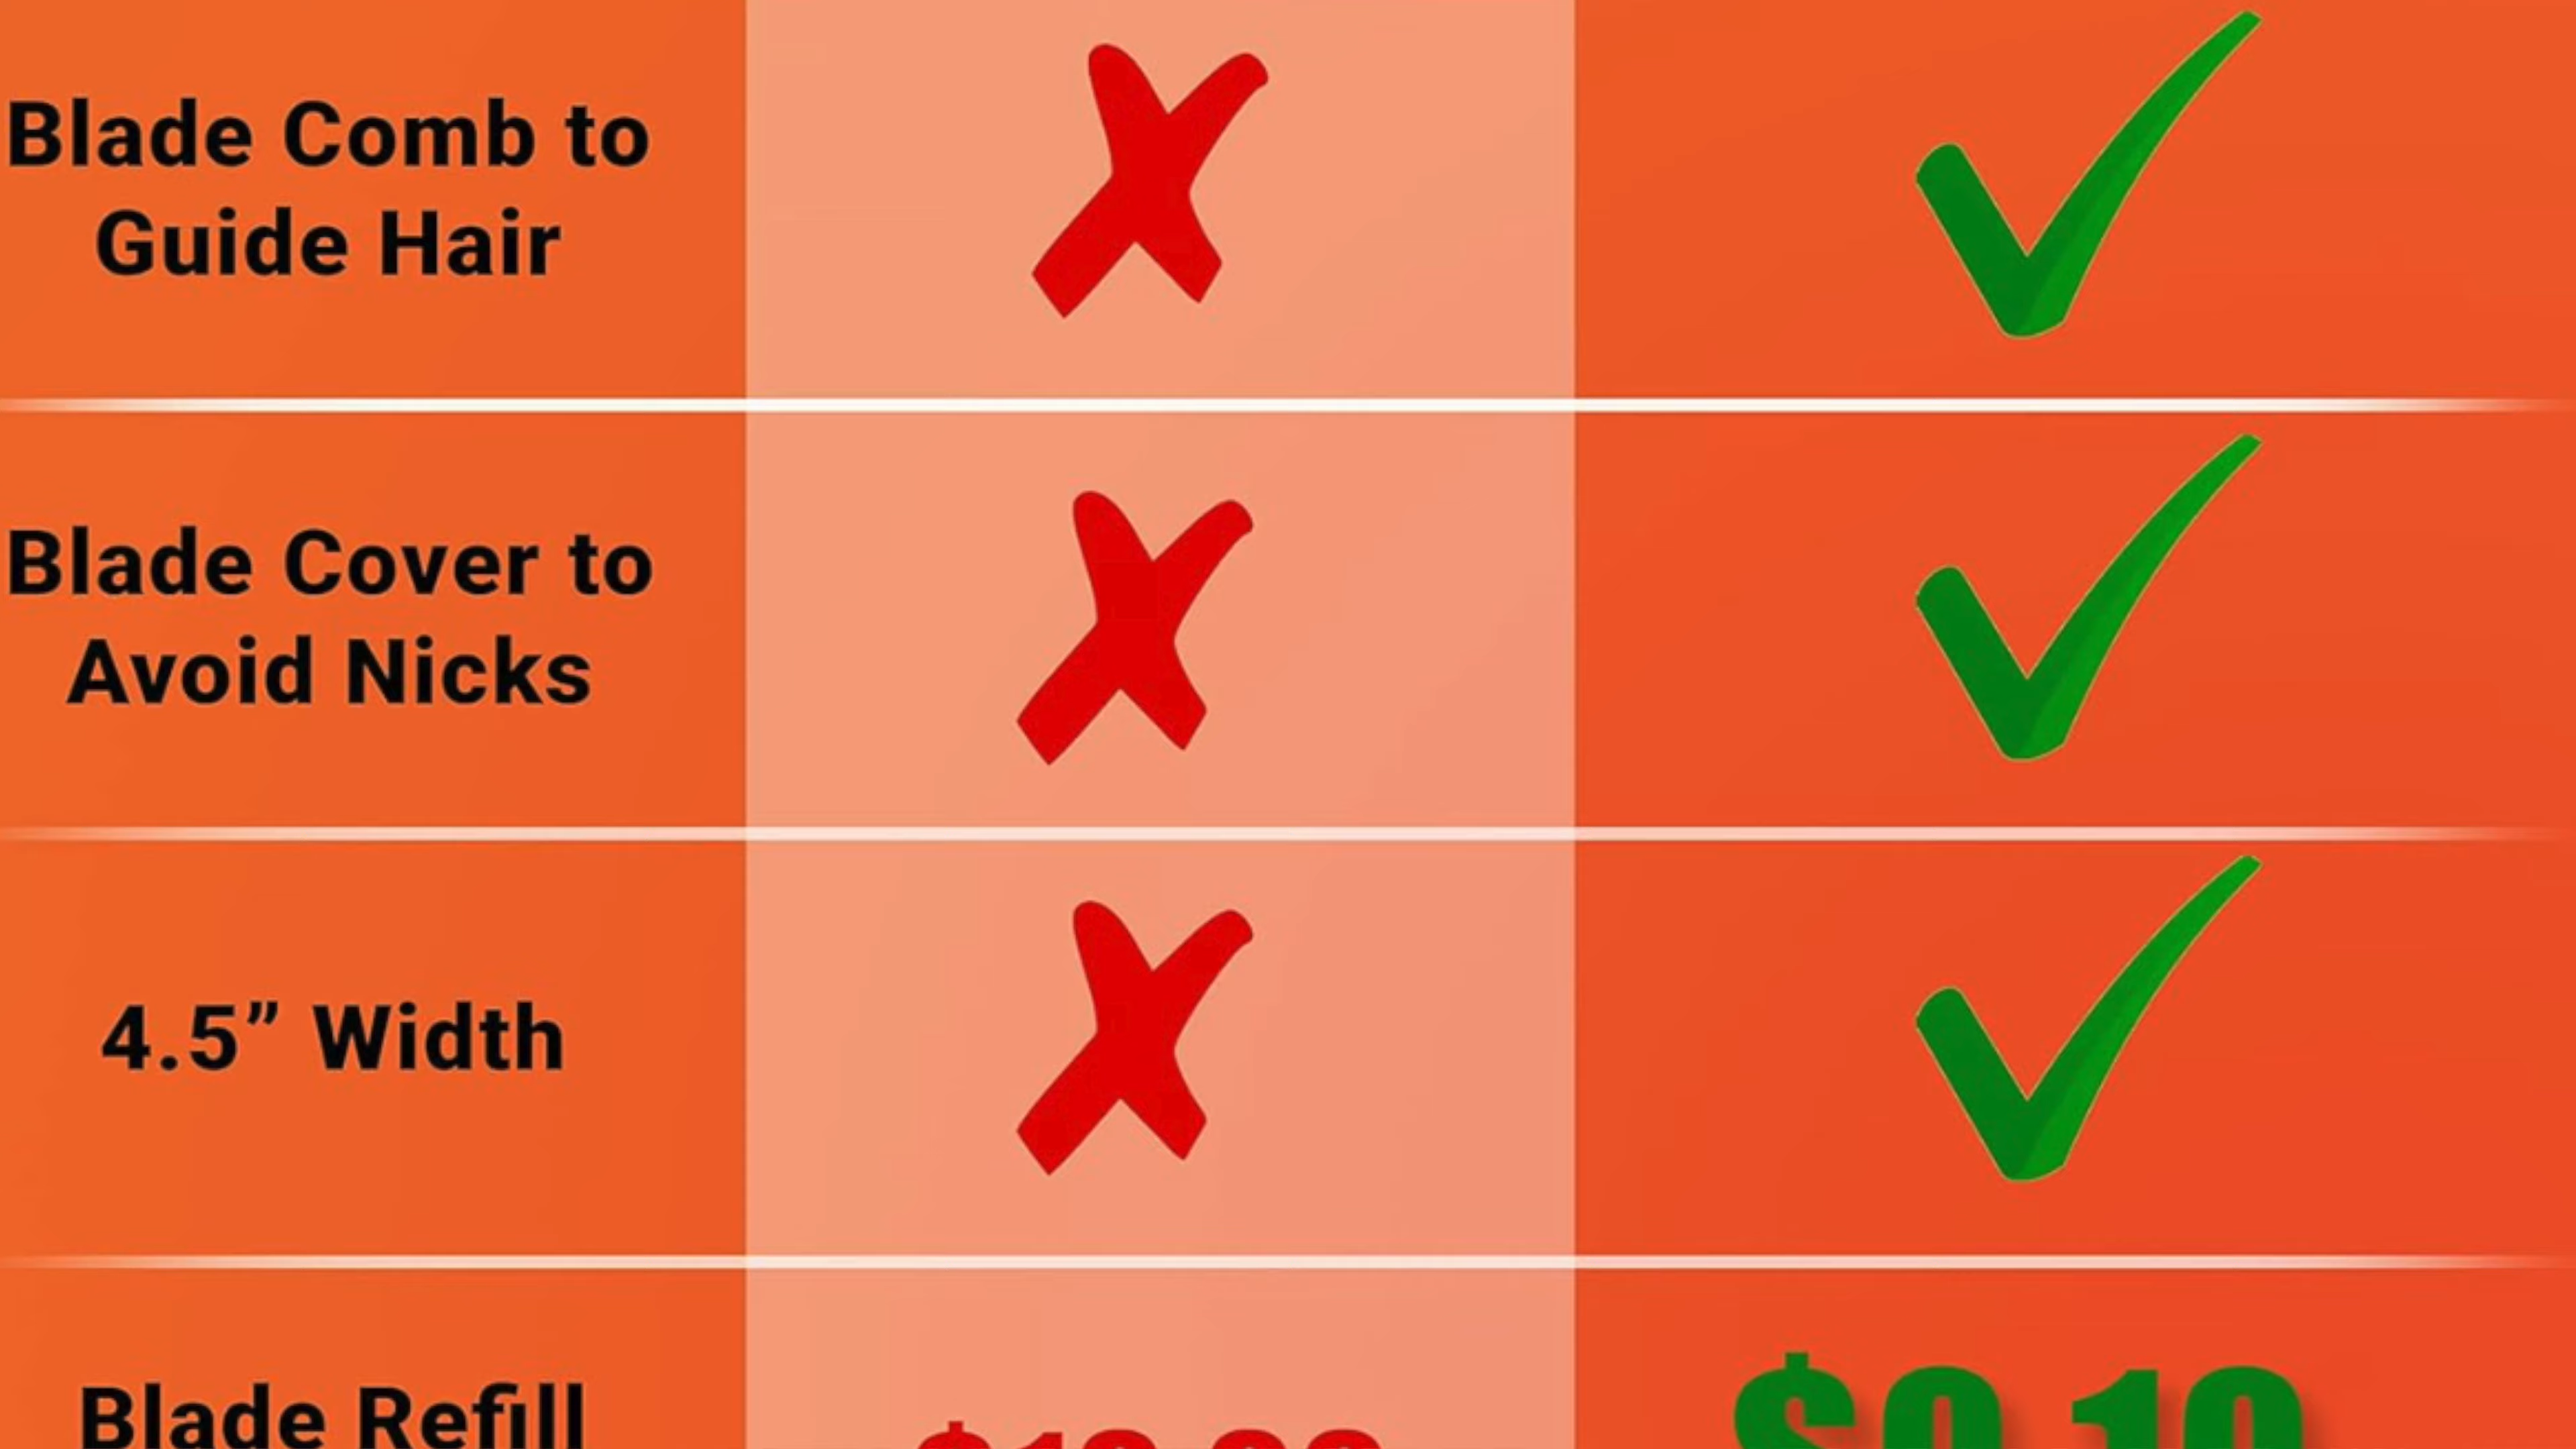 Blade Comb to
Guide Hair
Blade Cover to
Avoid Nicks
4.5” Width
Blade Refill